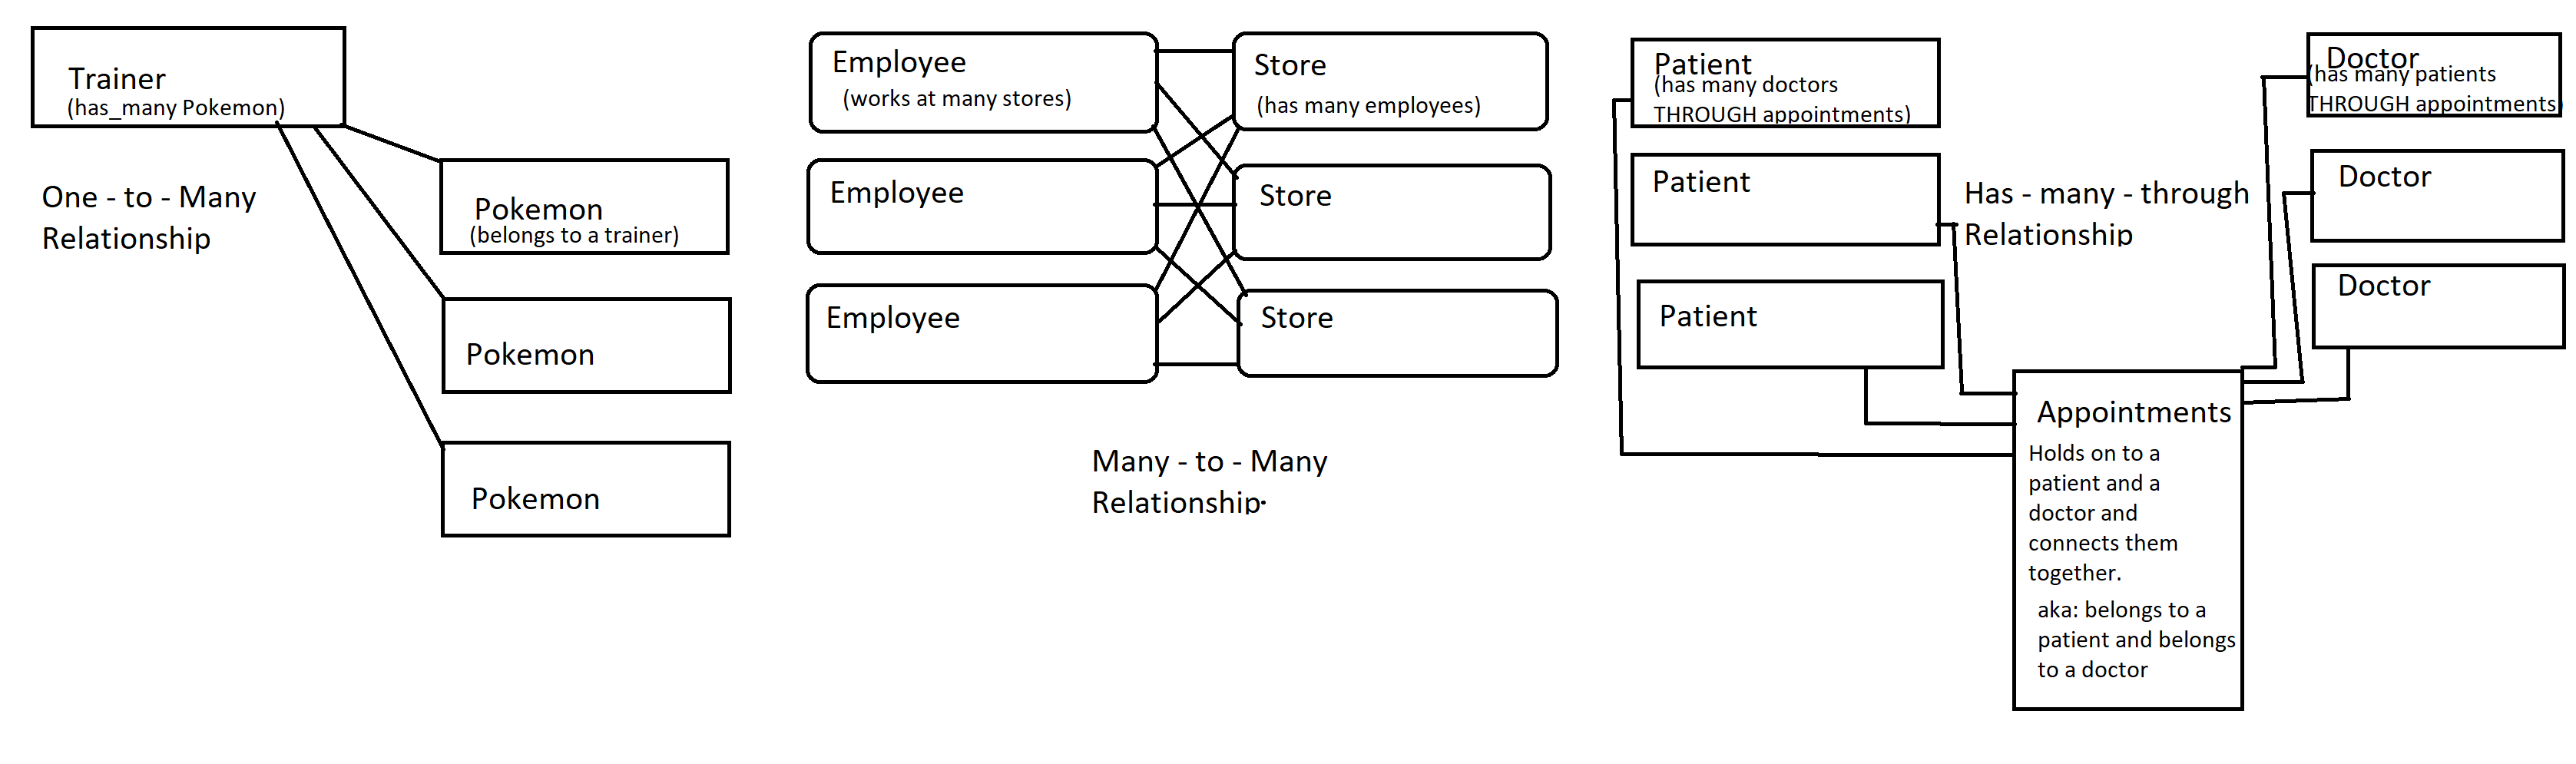 Trainer
(has_many Pokemon)
One - to - Many
Relationship
Pokemon
(belongs to a trainer)
Pokemon
Pokemon
Employee
(works at many stores)
Store
(has many employees)
Employee
Store
Employee
Store
Many - to - Many
Relationship
Patient
(has many doctors
THROUGH appointments)
Patient
Patient
Has - many - through
Relationship
Doctor
(has many patients
THROUGH appointments)
Doctor
Doctor
Appointments
Holds on to a
patient and a
doctor and
connects them
together.
aka: belongs to a
patient and belongs
to a doctor